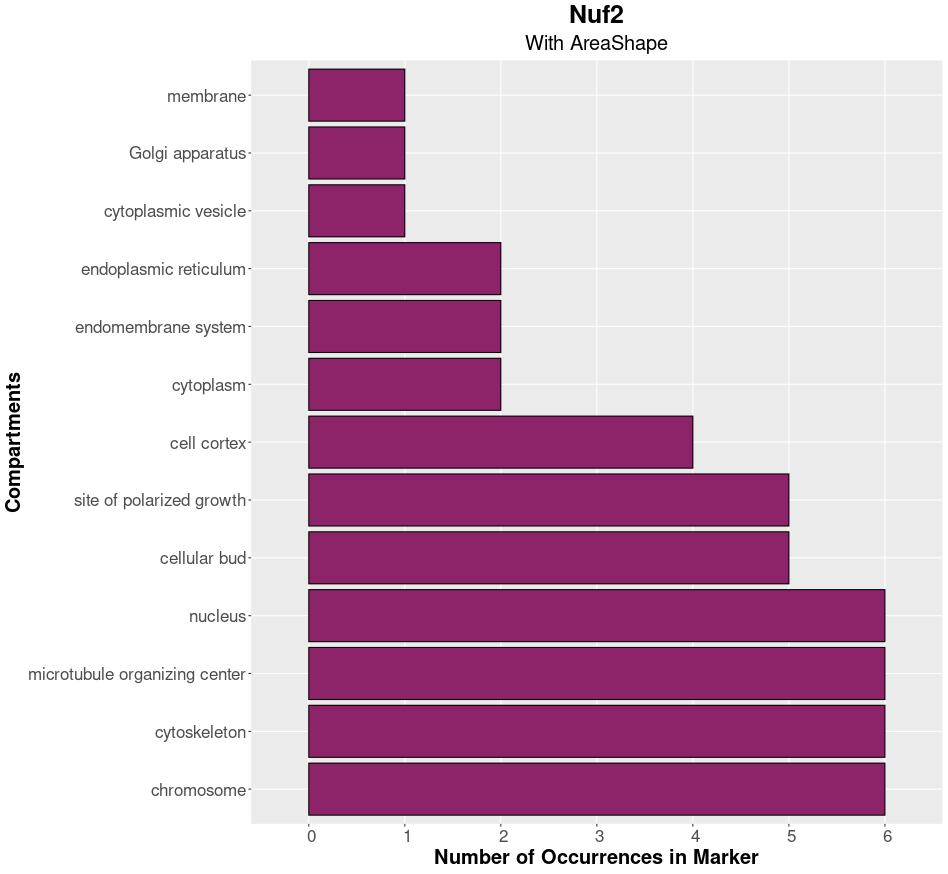 Nuf2
With AreaShape
membrane
Golgi apparatus
cytoplasmic vesicle
endoplasmic reticulum
endomembrane system
cytoplasm
cell cortex
site of polarized growth
cellular bud
nucleus
microtubule organizing center
cytoskeleton
chromosome
Compartments
0 1 2 3 4 5 6
Number of Occurrences in Marker